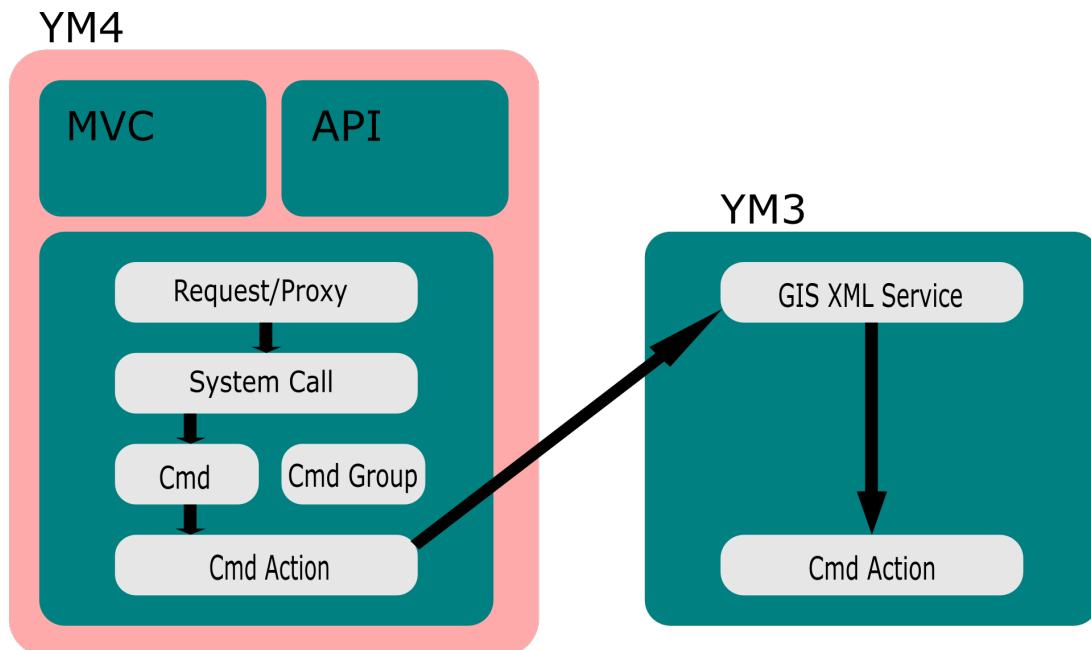 YM4
MVC
API
Request/Proxy
System Call
Cmd
Cmd Group
Cmd Action
YM3
GIS XML Service
Cmd Action